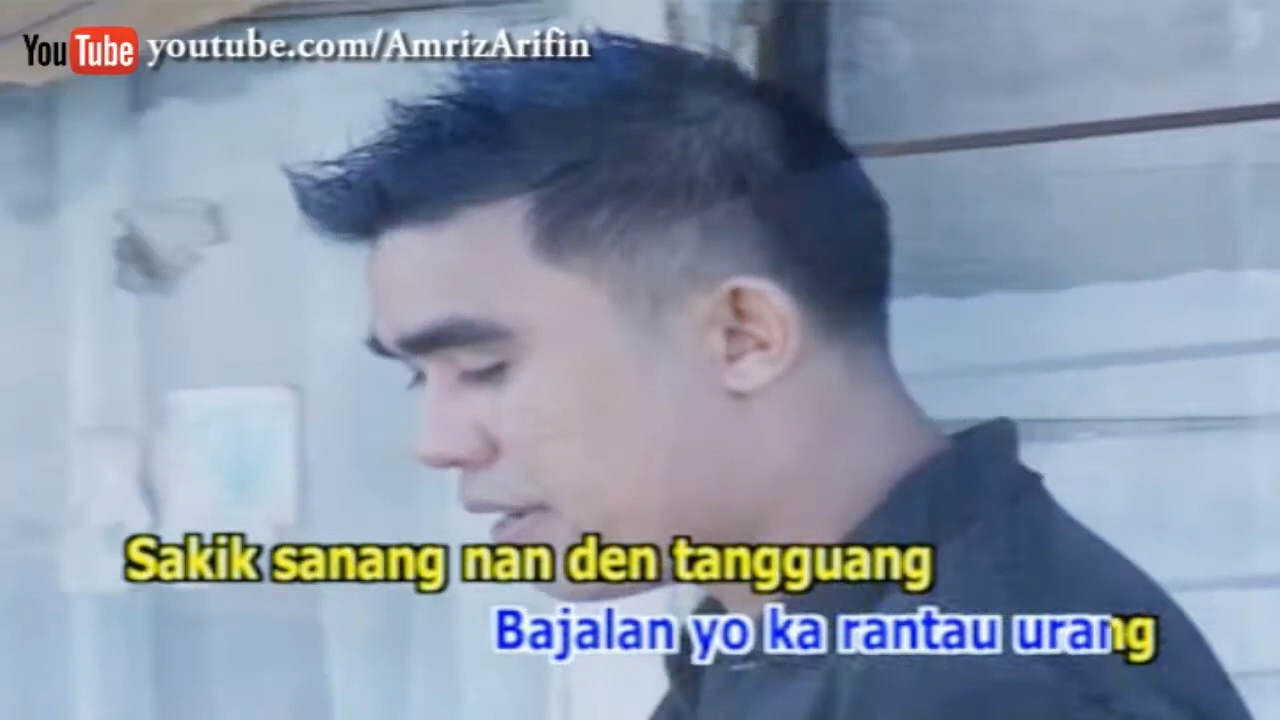 YouTube youtube.com/AmrizArifin
Sakik sanang nan den tangguang
Bajalan yo ka rantau urang